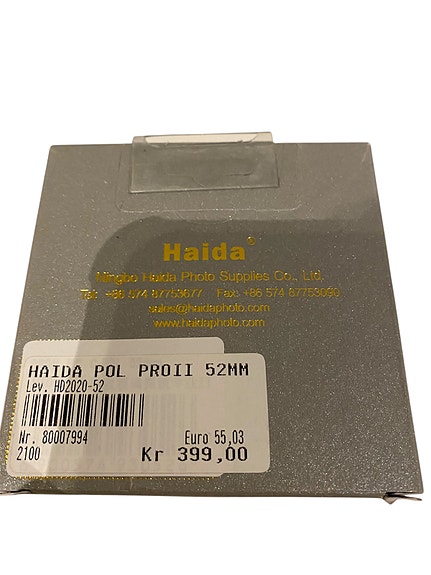 Haida®
Ningbo Haida Photo Supplies Co., Ltd.
Tel: +86 574 87753677 Fax: +86 574 87753090
sales@haidaphoto.com
www.haidaphoto.com
HAIDA POL PROII 52MM
Lev. HD2020-52
Nr. 80007994 Euro 55,03
2100 Kr 399,00